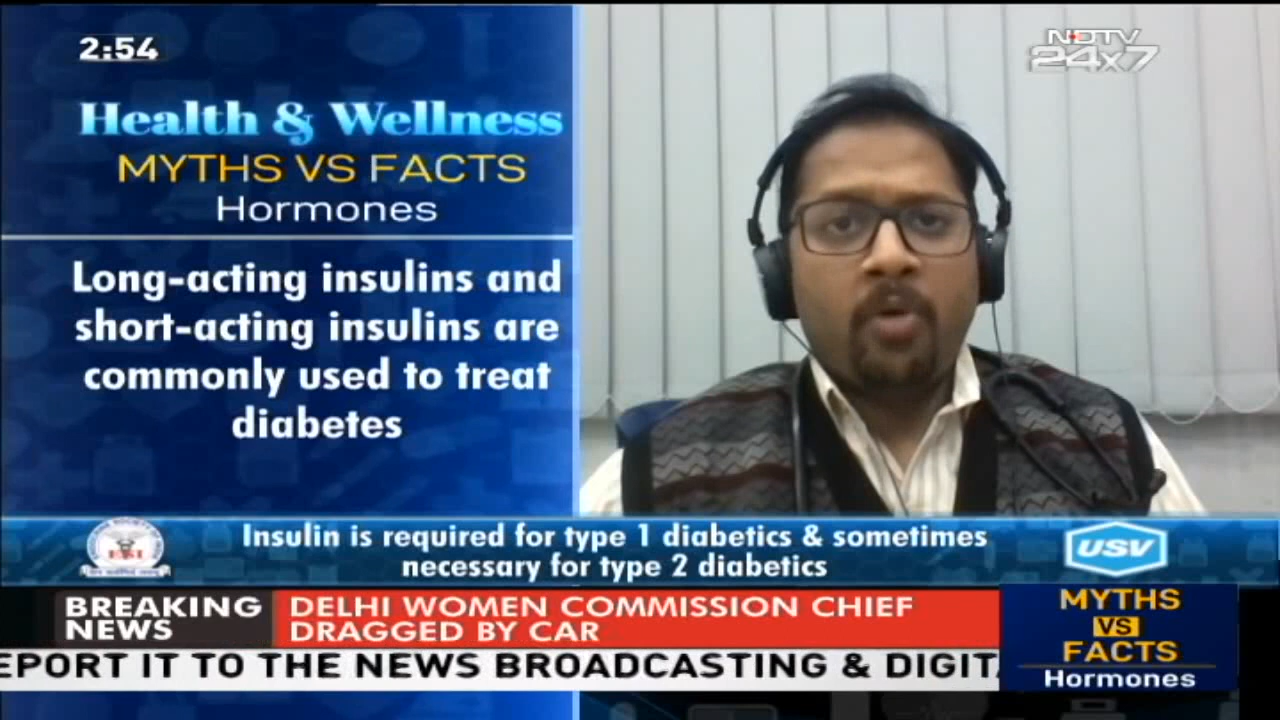 2:54
NDTV
24x7
Health & Wellness
MYTHS VS FACTS
Hormones
Long-acting insulins and
short-acting insulins are
commonly used to treat
diabetes
Insulin is required for type 1 diabetics & sometimes
necessary for type 2 diabetics
ESI
USV
BREAKING
NEWS
DELHI WOMEN COMMISSION CHIEF
DRAGGED BY CAR
MYTHS
VS
FACTS
Hormones
EPORT IT TO THE NEWS BROADCASTING & DIGITA